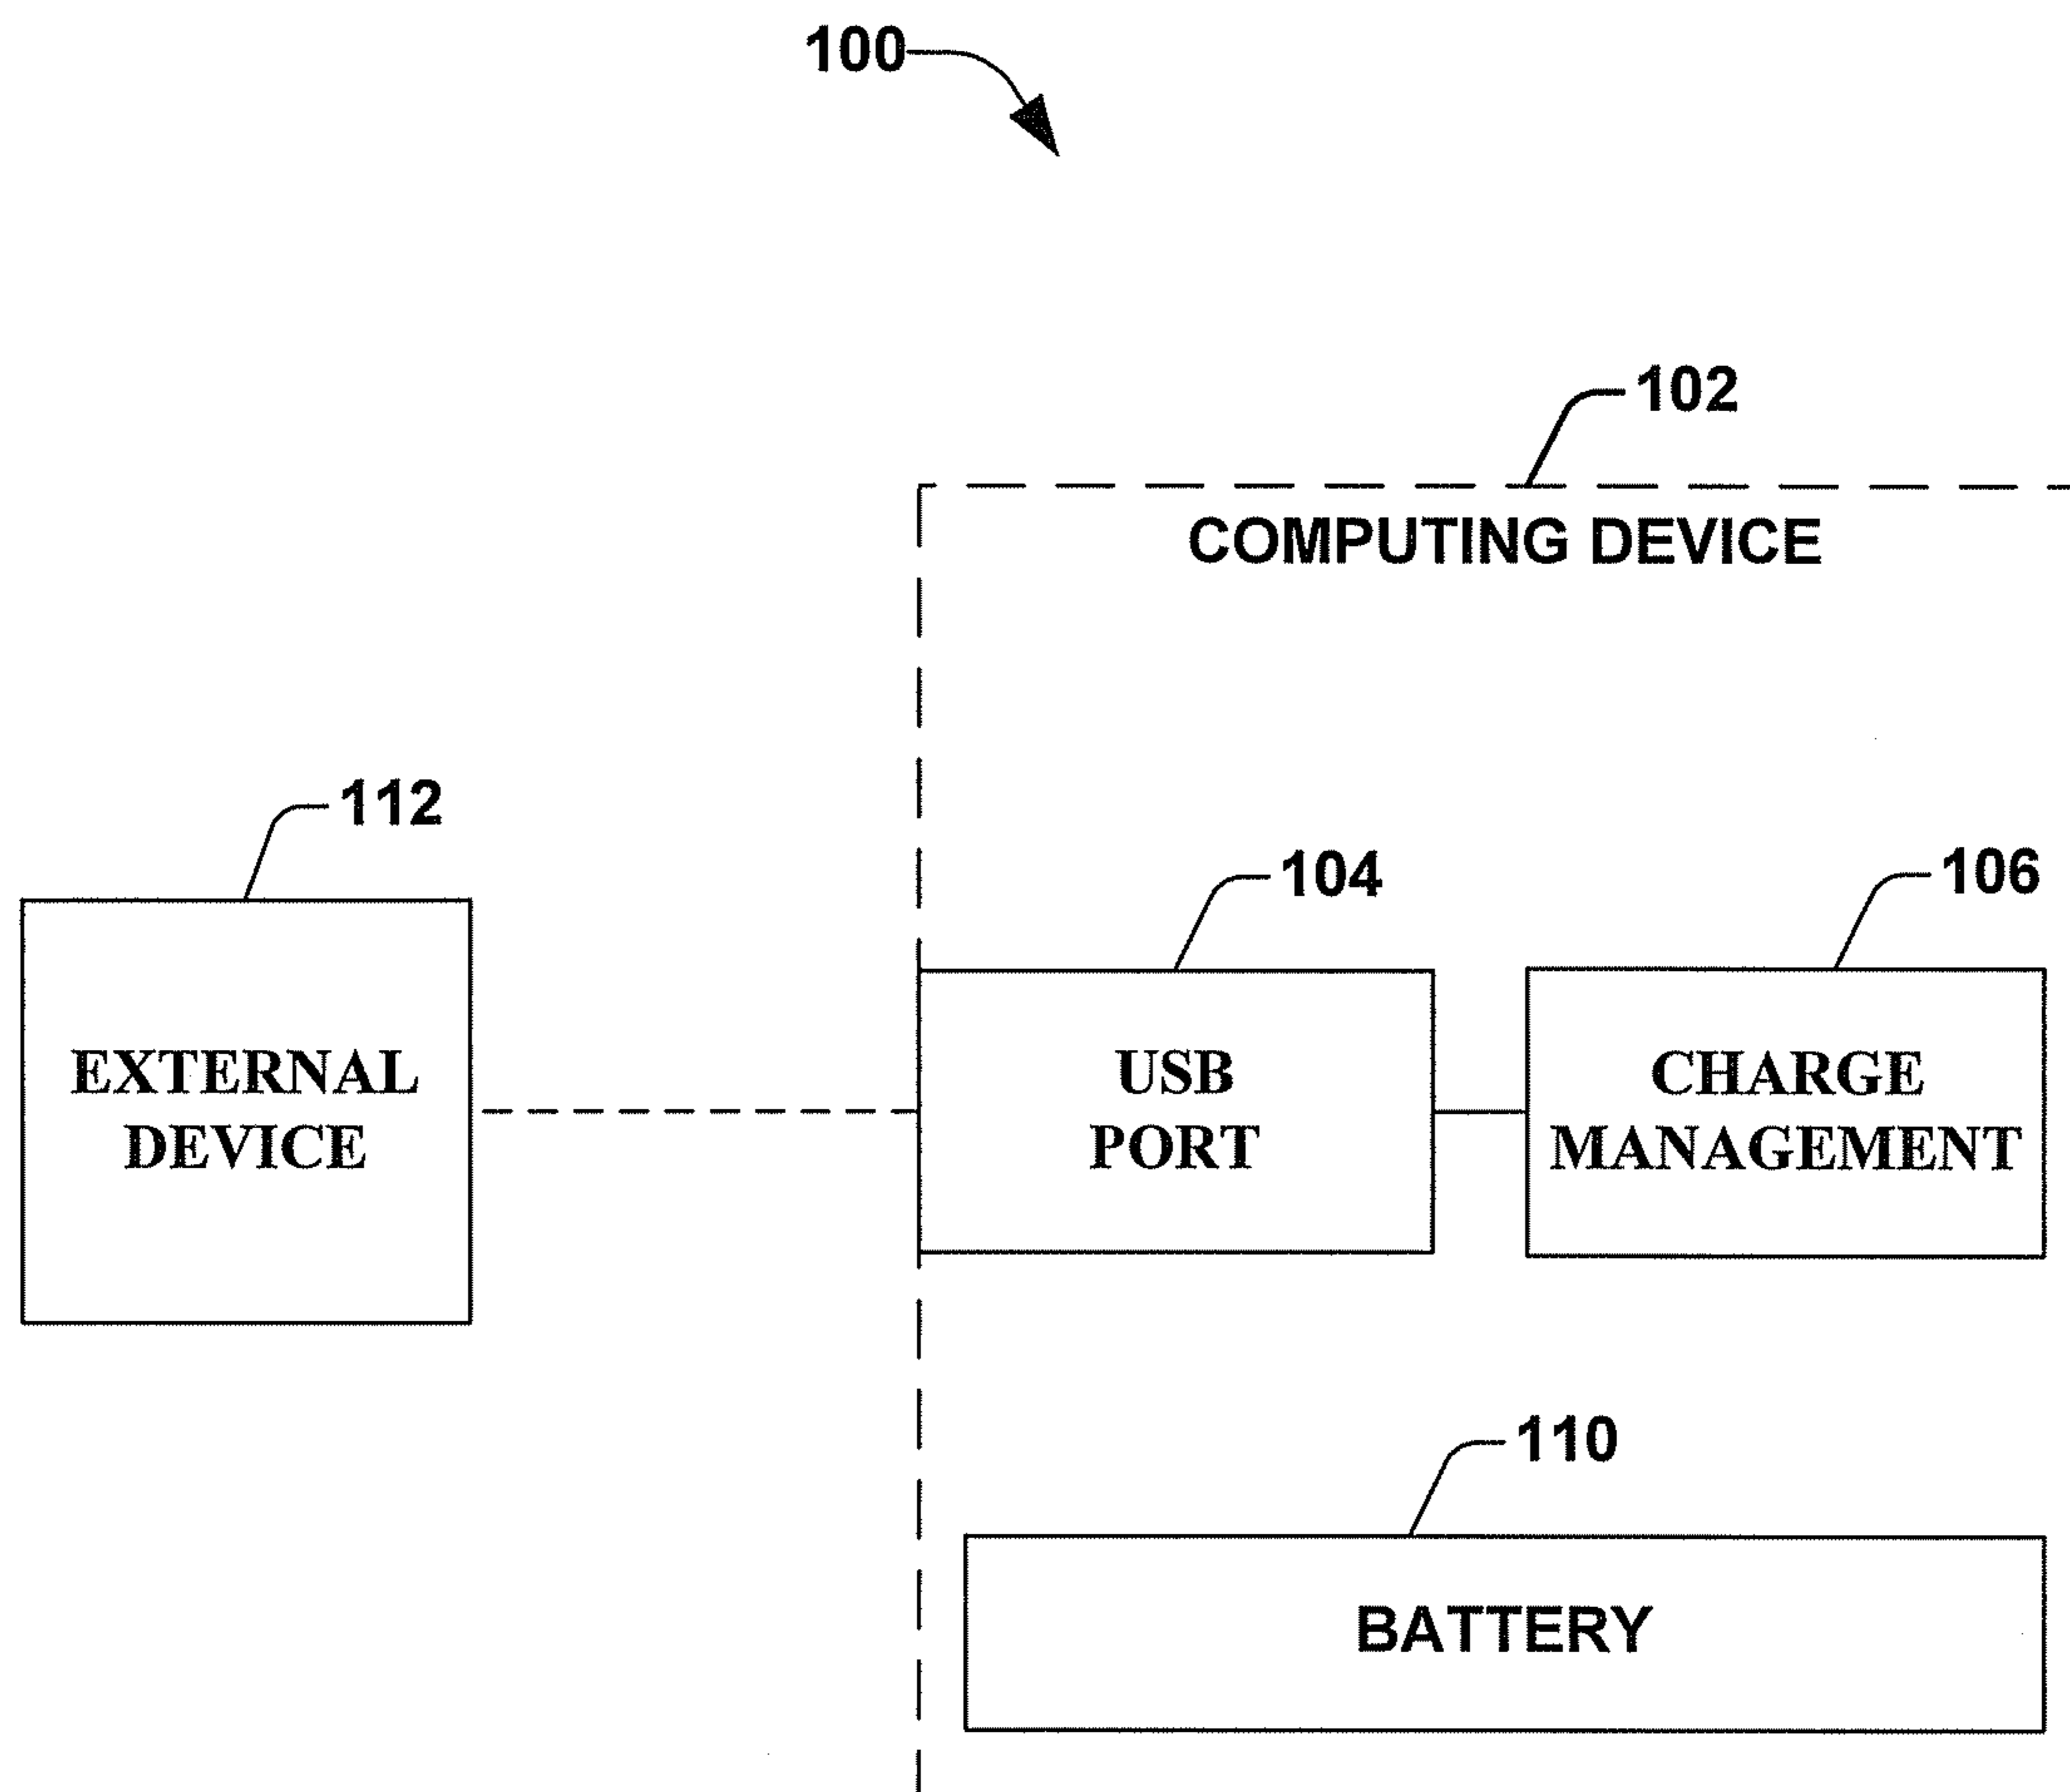 100
102
COMPUTING DEVICE
112
104
106
EXTERNAL
DEVICE
USB
PORT
CHARGE
MANAGEMENT
110
BATTERY